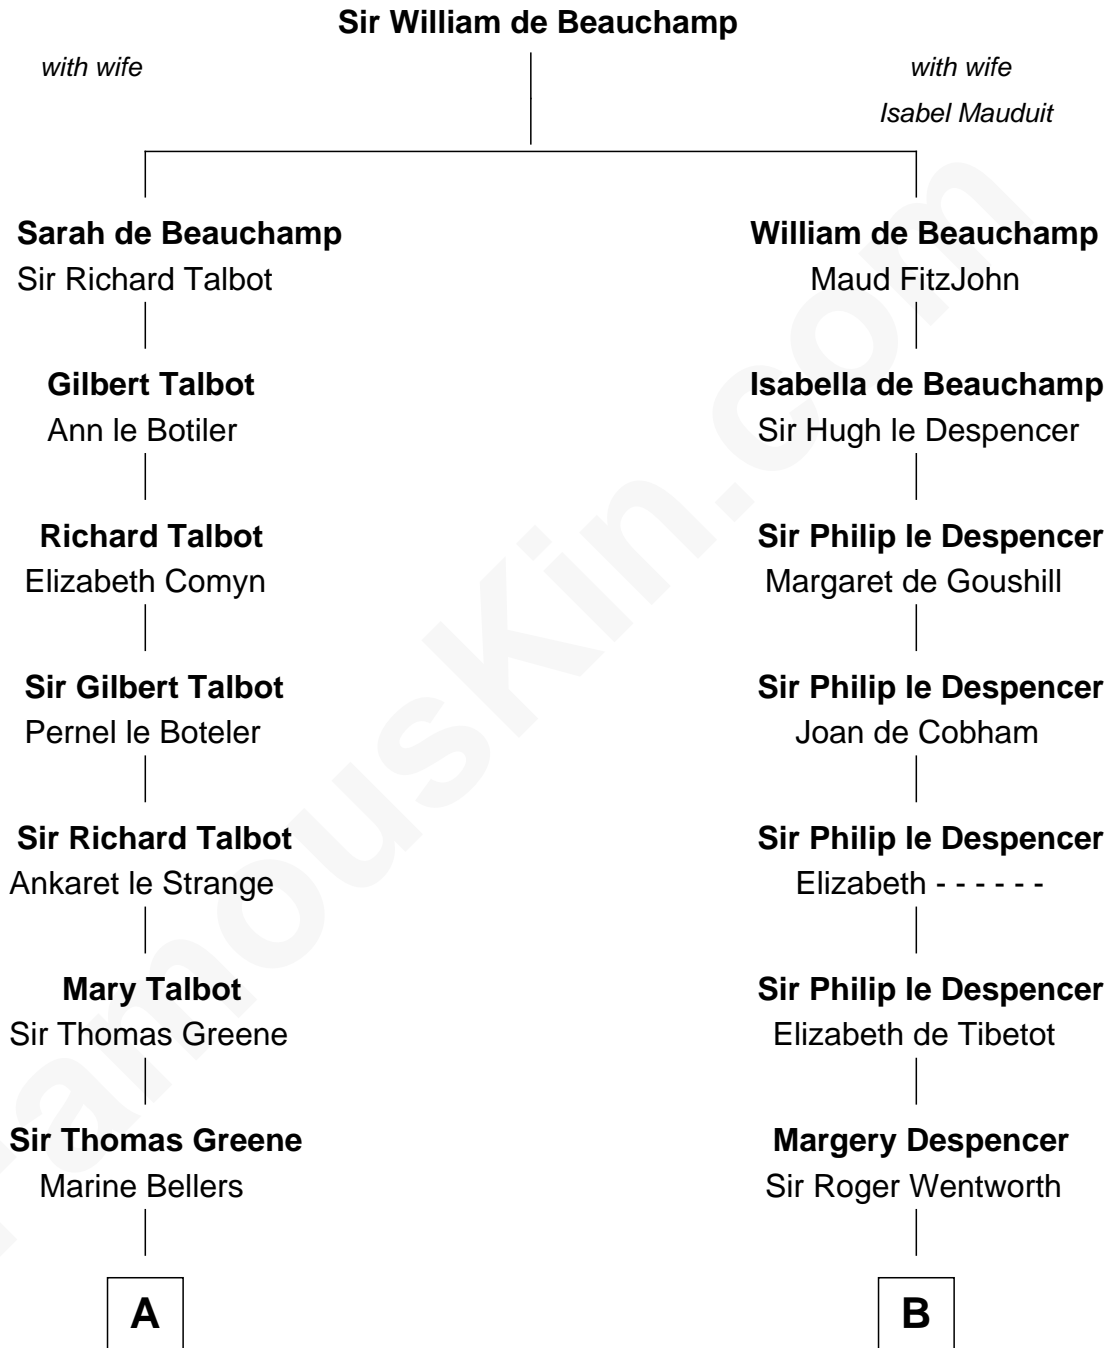 Sir William de Beauchamp
with wife
with wife
Isabel Mauduit
Sarah de Beauchamp
Sir Richard Talbot
William de Beauchamp
Maud FitzJohn
Gilbert Talbot
Ann le Botiler
Isabella de Beauchamp
Sir Hugh le Despencer
Richard Talbot
Elizabeth Comyn
Sir Philip le Despencer
Margaret de Goushill
Sir Gilbert Talbot
Pernel le Boteler
Sir Philip le Despencer
Joan de Cobham
Sir Richard Talbot
Ankaret le Strange
Sir Philip le Despencer
Elizabeth - - - - - -
Mary Talbot
Sir Thomas Greene
Sir Philip le Despencer
Elizabeth de Tibetot
Sir Thomas Greene
Marine Bellers
Margery Despencer
Sir Roger Wentworth
A
B
FamousKin.com